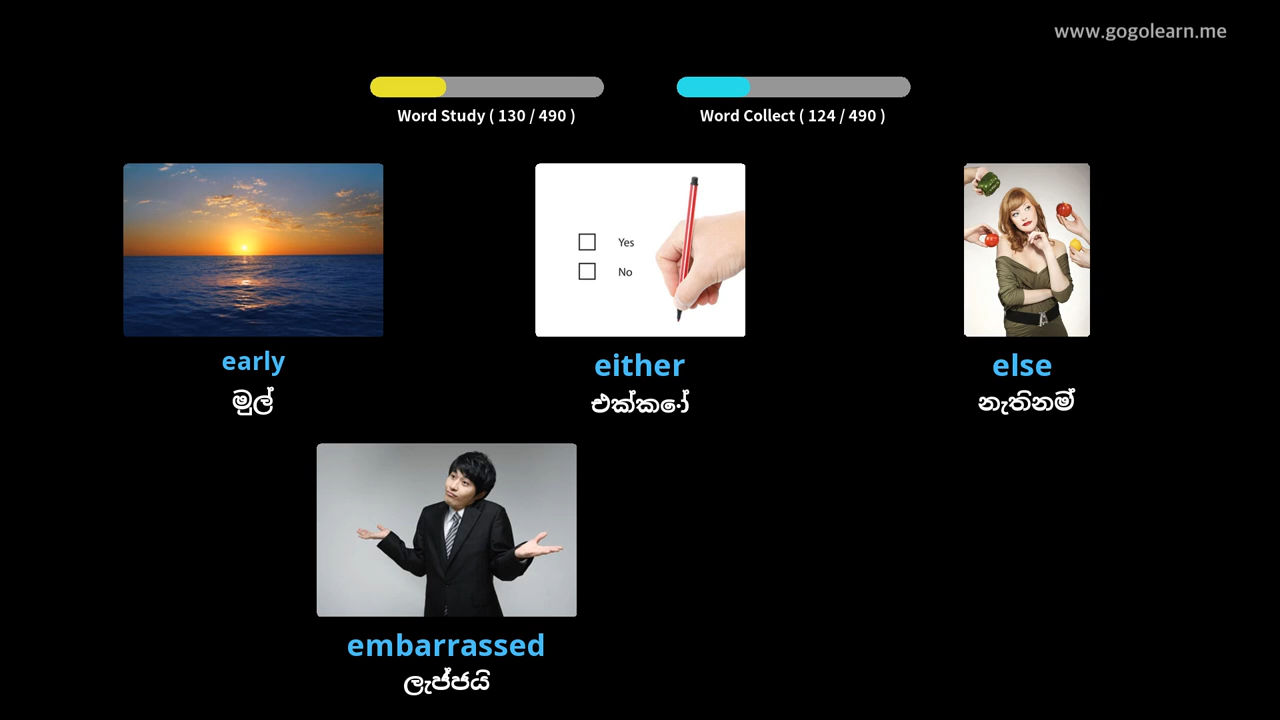 www.gogolearn.me
Word Study ( 130 / 490 )
Word Collect ( 124 / 490 )
Yes
No
early
either
else
මුල්
එක්කෝ
නැතිනම්
embarrassed
ලැජ්ජයි